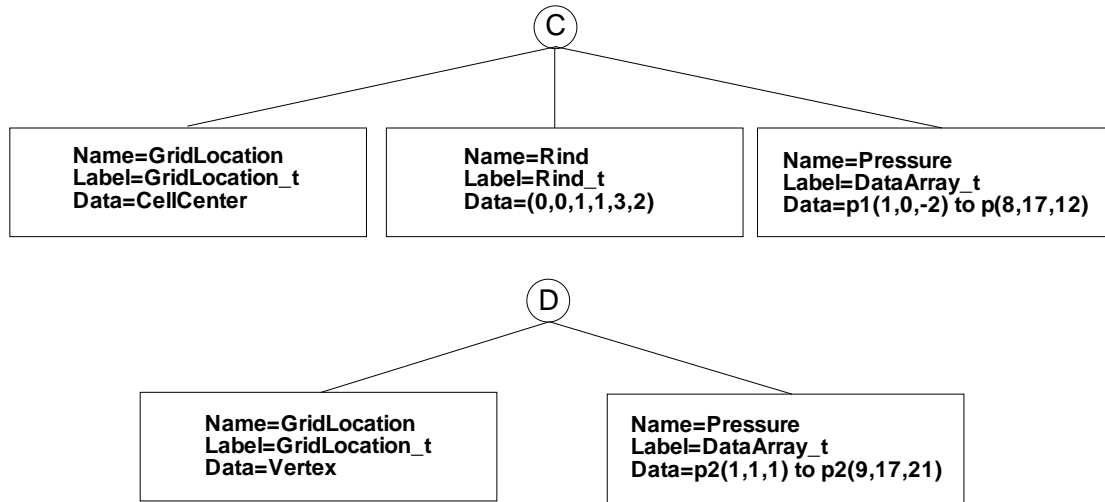 C
Name=GridLocation
Label=GridLocation_t
Data=CellCenter
Name=Rind
Label=Rind_t
Data=(0,0,1,1,3,2)
Name=Pressure
Label=DataArray_t
Data=p1(1,0,-2) to p(8,17,12)
D
Name=GridLocation
Label=GridLocation_t
Data=Vertex
Name=Pressure
Label=DataArray_t
Data=p2(1,1,1) to p2(9,17,21)